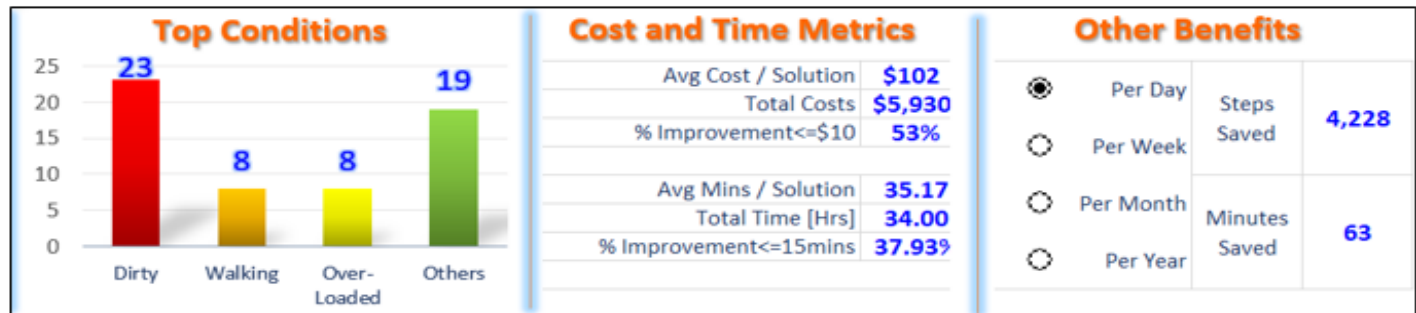 Top Conditions
25
20
15
10
5
0
23
8
8
19
Dirty
Walking
Over-
Loaded
Others
Cost and Time Metrics
Avg Cost / Solution $102
Total Costs $5,930
% Improvement<=$10 53%
Avg Mins / Solution 35.17
Total Time [Hrs] 34.00
% Improvement<=15mins 37.93%
Other Benefits
Per Day
Per Week
Per Month
Per Year
Steps
Saved
4,228
Minutes
Saved
63